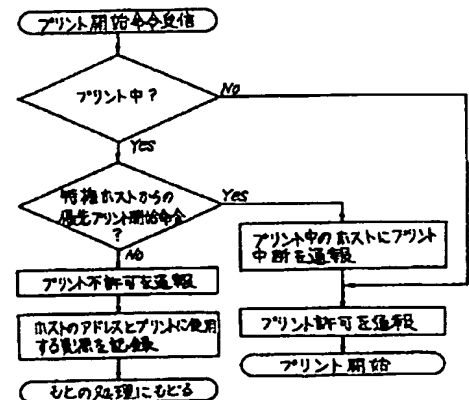 プリント開始命令受信
プリント中?
No
Yes
特権ホストからの
優先プリント開始命令
?
Yes
No
プリント中のホストにプリント
中断を通報
プリント不許可を通報
ホストのアドレスとプリントに使用
する資源を記録
プリント許可を通報
プリント開始
もとの処理にもどる